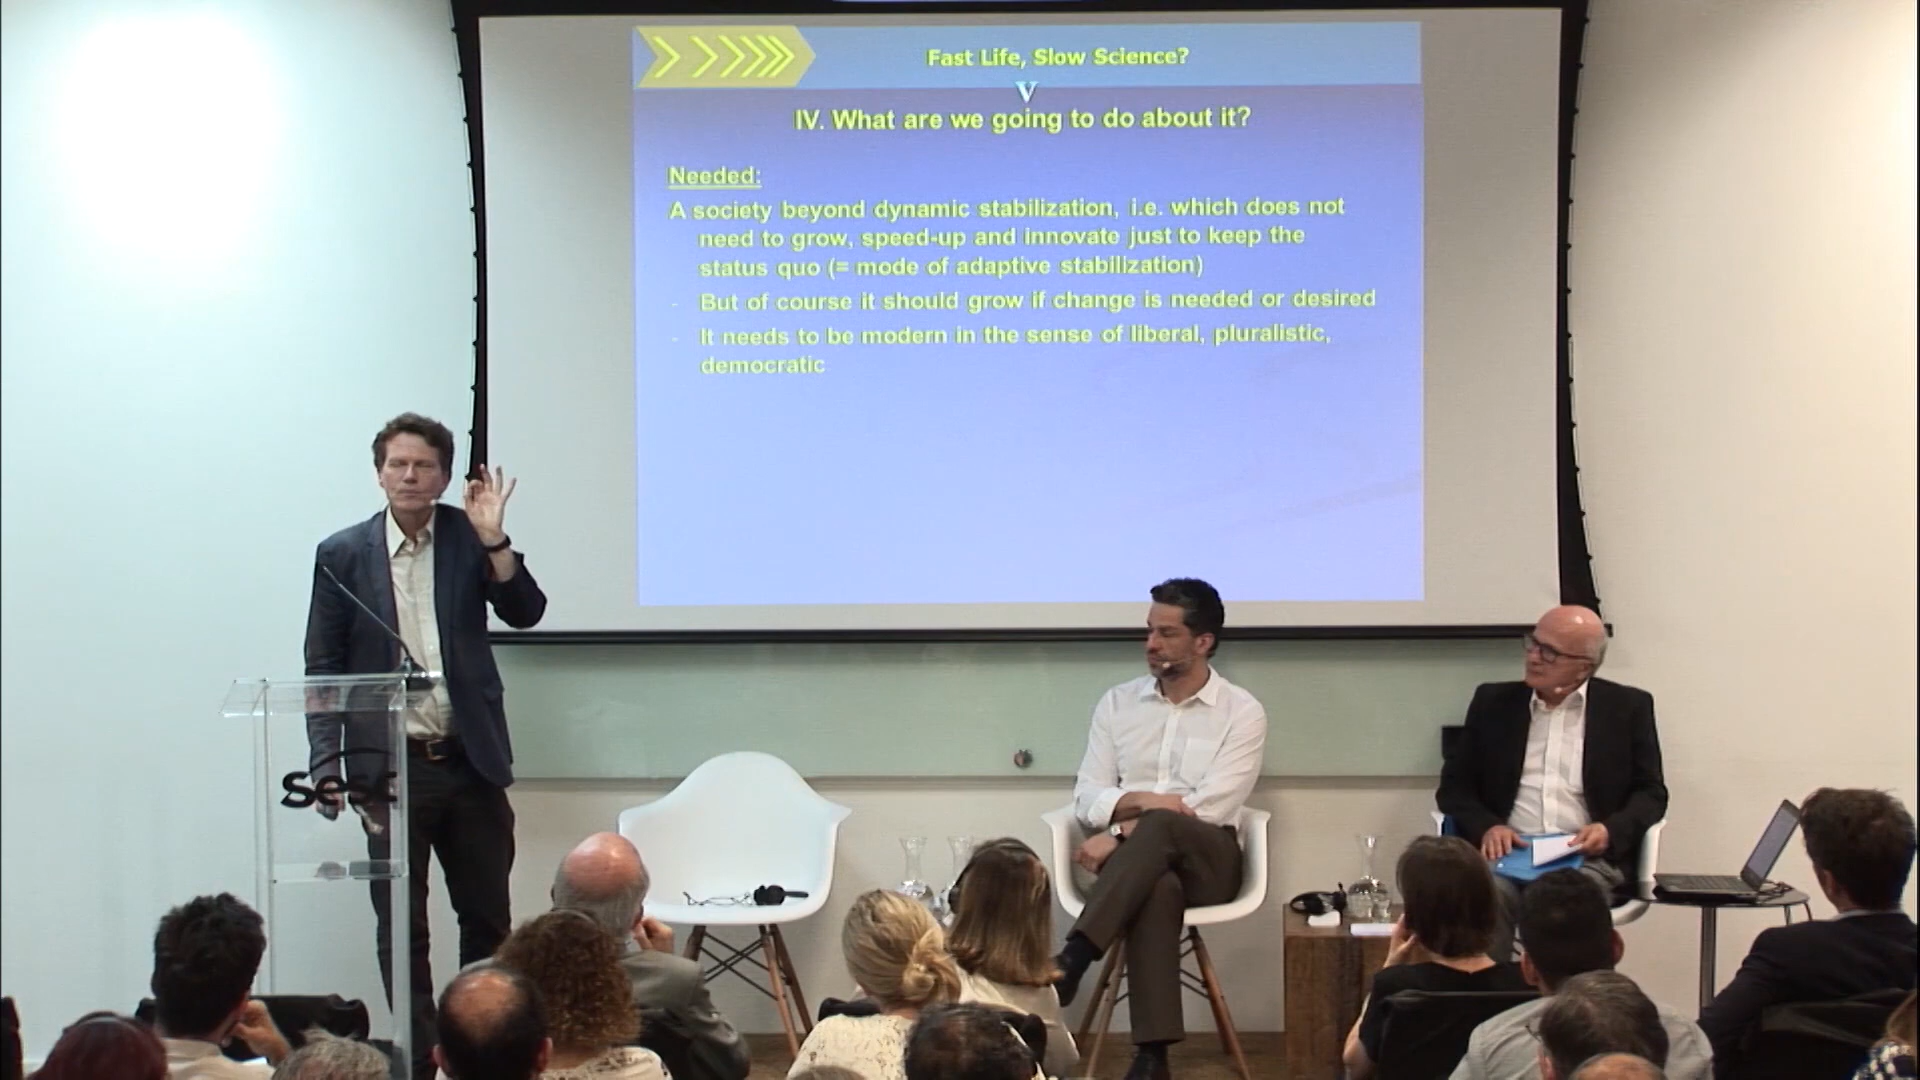 Fast Life, Slow Science?
V
IV. What are we going to do about it?
Needed:
A society beyond dynamic stabilization, i.e. which does not
need to grow, speed-up and innovate just to keep the
status quo (= mode of adaptive stabilization)
- But of course it should grow if change is needed or desired
- It needs to be modern in the sense of liberal, pluralistic,
democratic
sesc